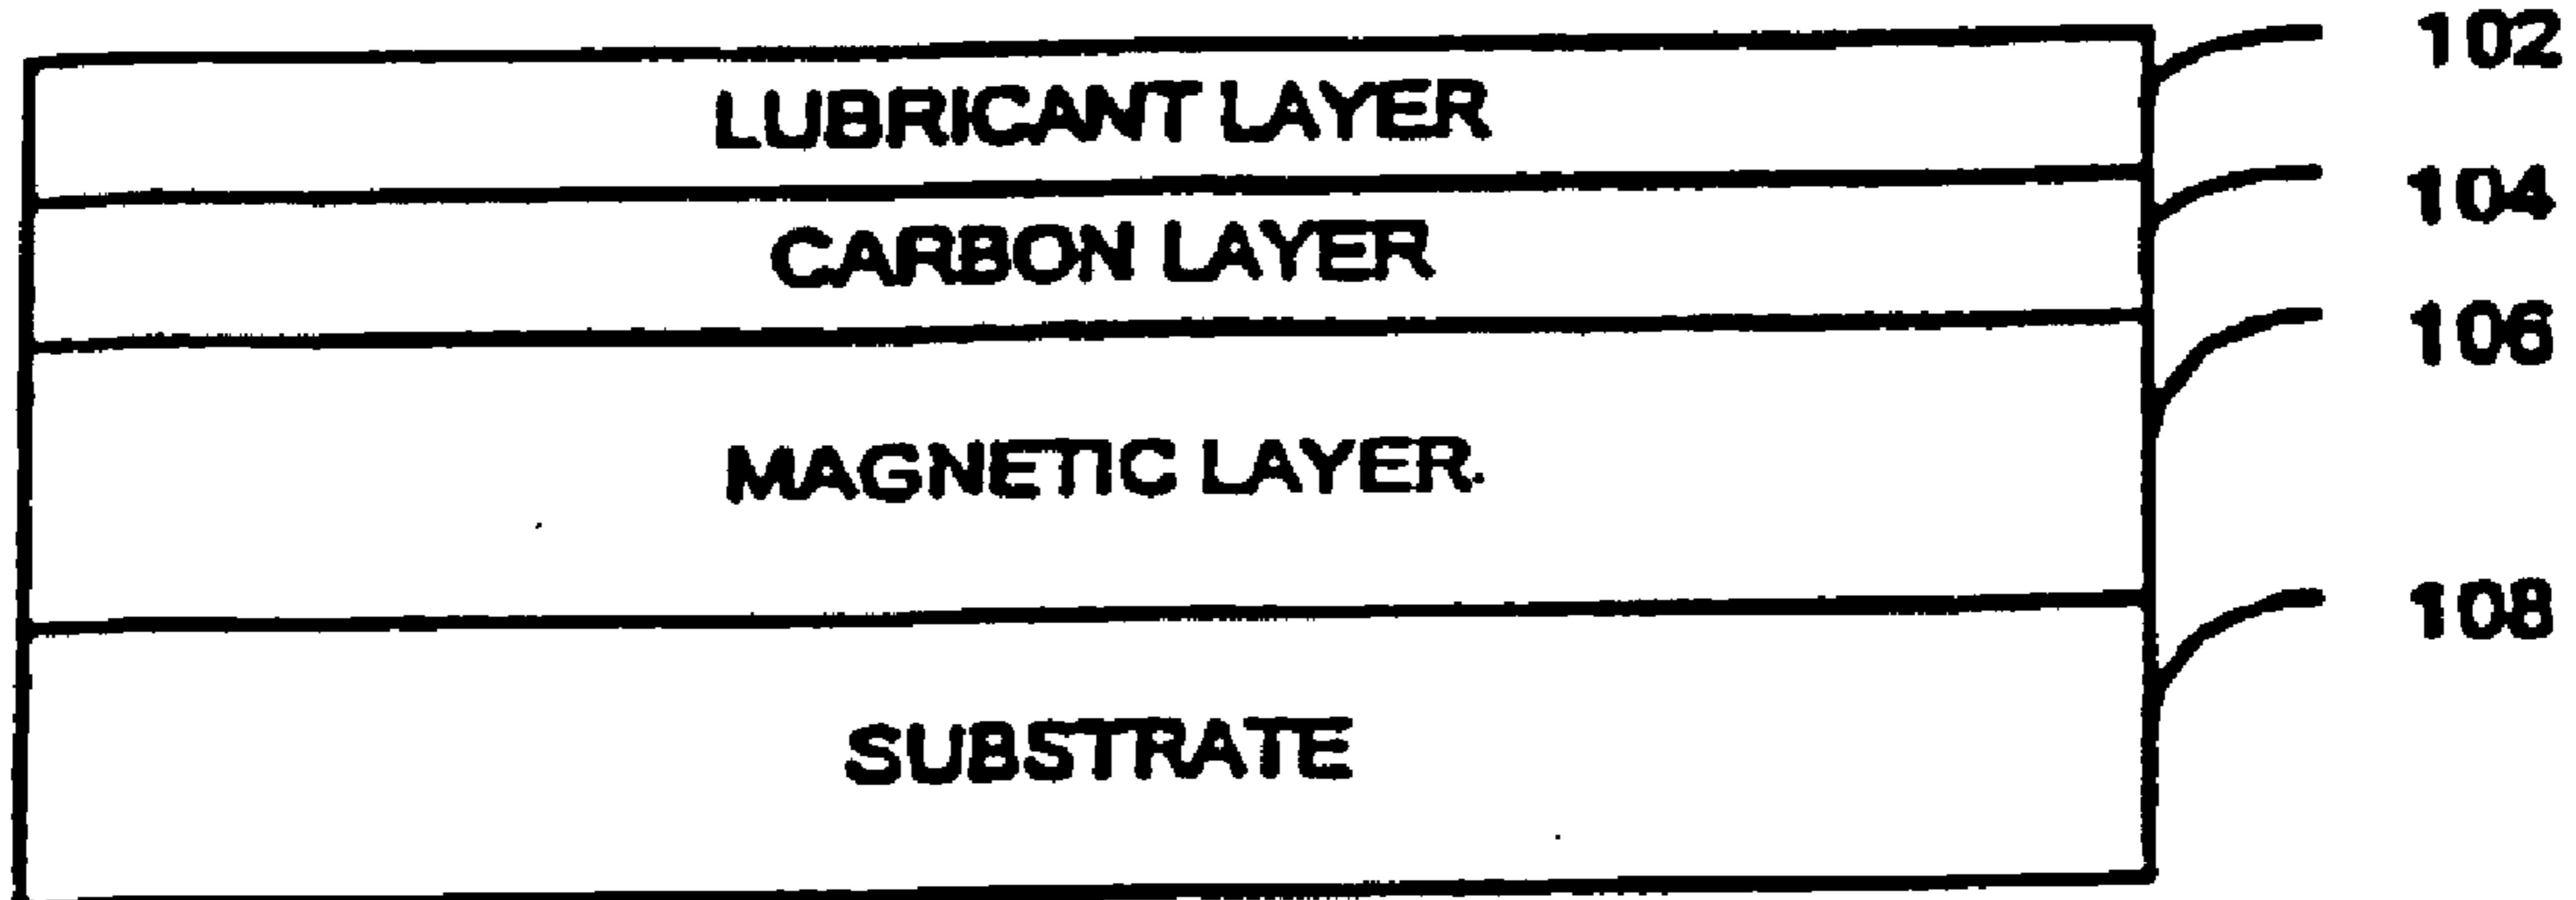 102
LUBRICANT LAYER
104
CARBON LAYER
106
MAGNETIC LAYER
108
SUBSTRATE